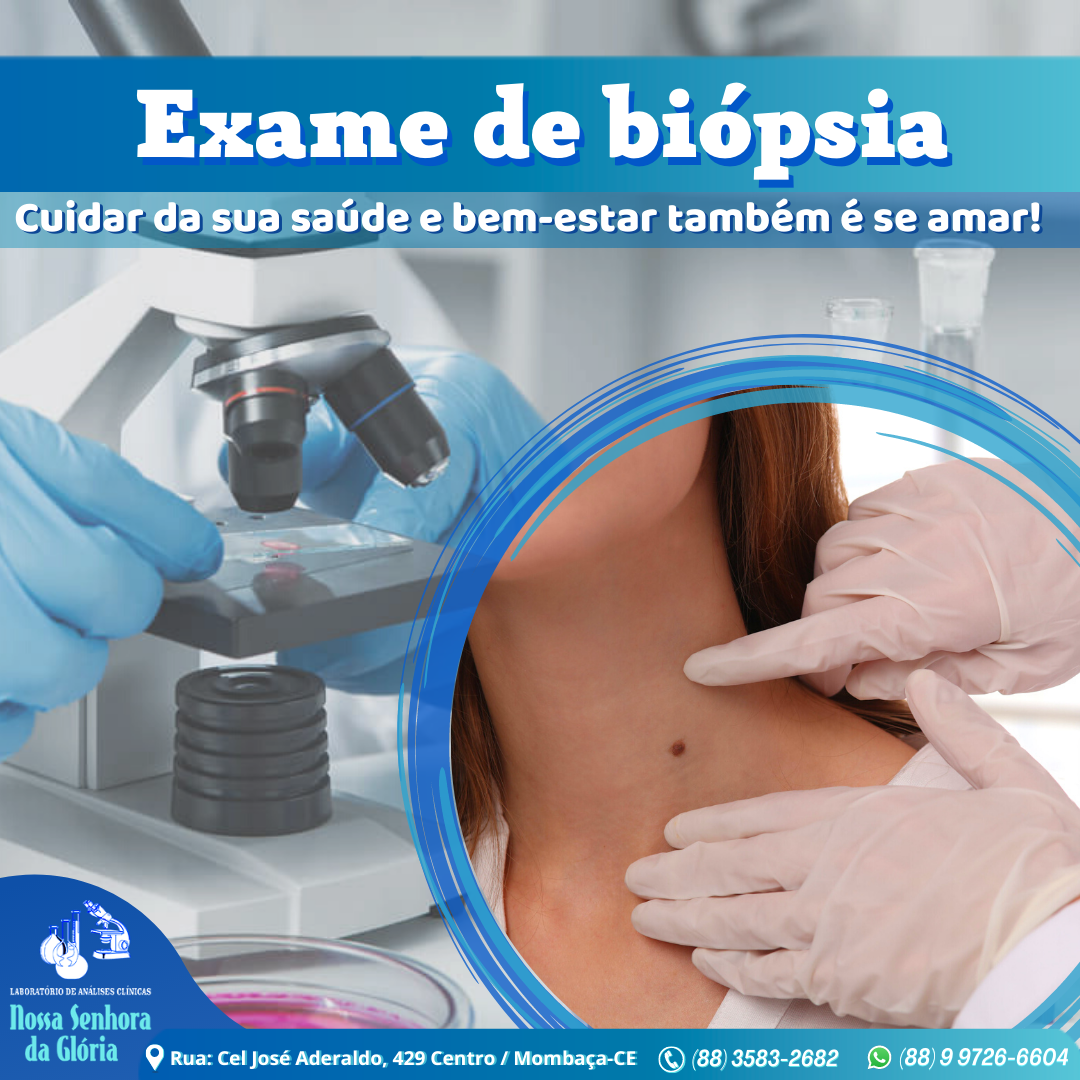 Exame de biópsia
Cuidar da sua saúde e bem-estar também é se amar!
LABORATÓRIO DE ANÁLISES CLÍNICAS
Nossa Senhora
da Glória
Rua: Cel José Aderaldo, 429 Centro / Mombaça-CE (88) 3583-2682 (88) 9 9726-6604